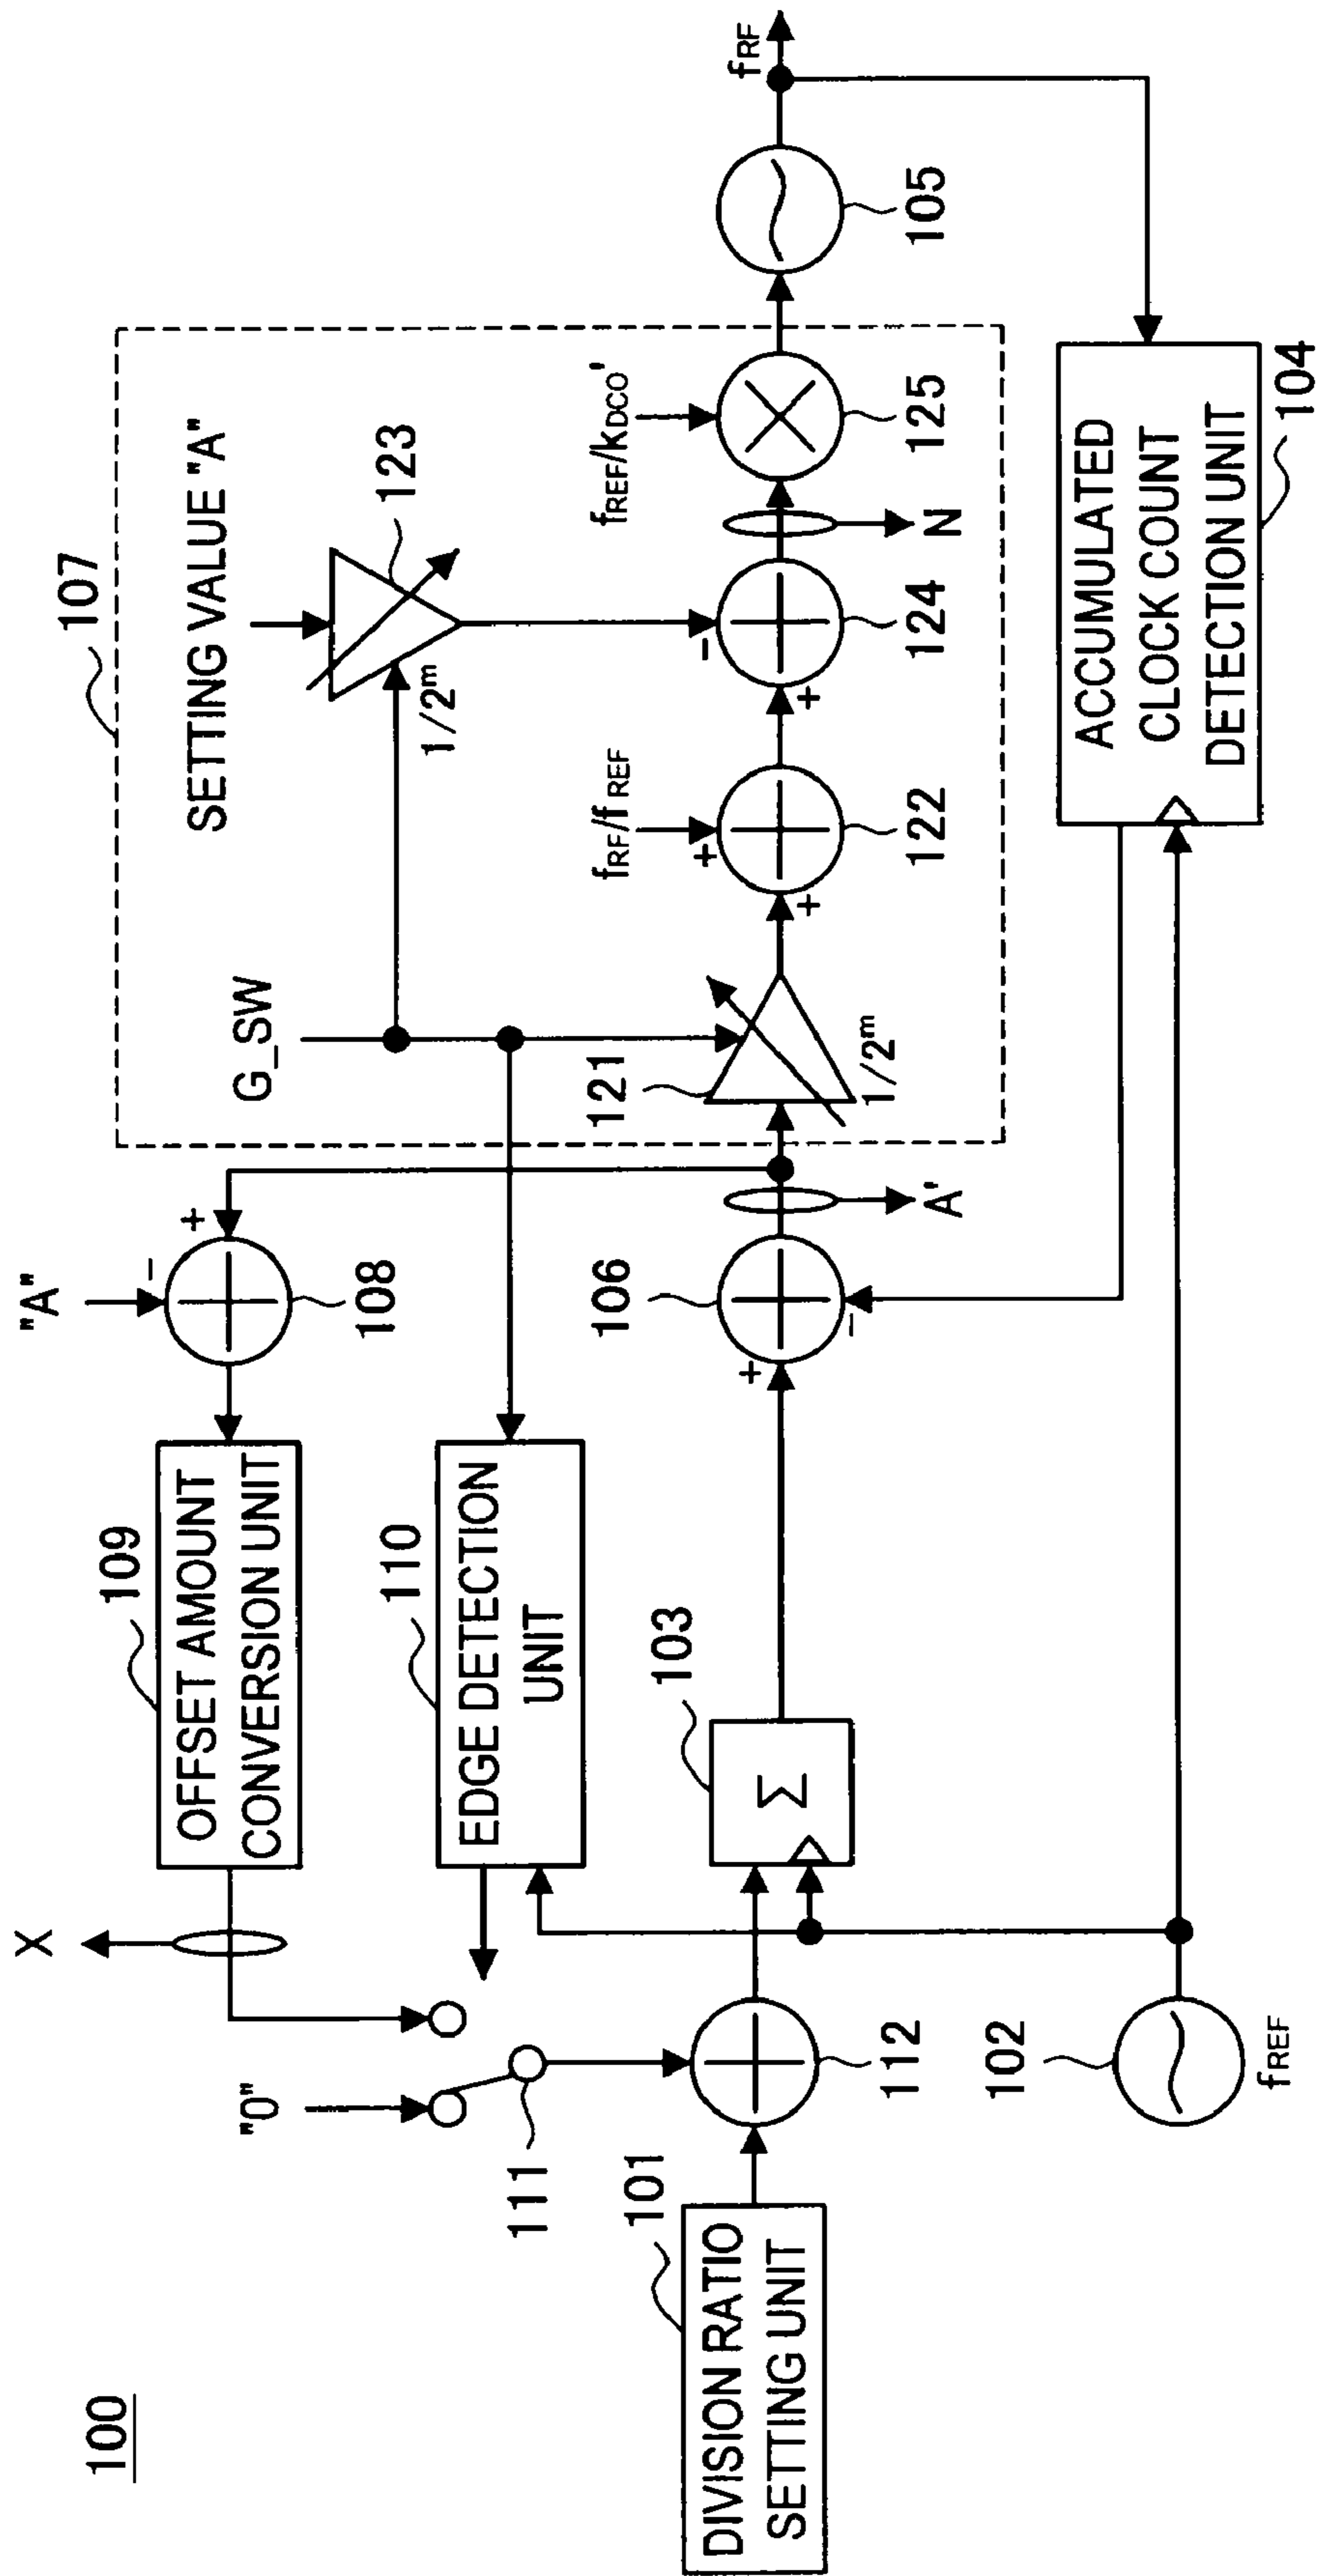 100
107
SETTING VALUE "A"
123
1/2ᵐ
G_SW
"A"
+
-
108
109
OFFSET AMOUNT
CONVERSION UNIT
X
"0"
111
110
EDGE DETECTION
UNIT
fRF/fREF
+
+
122
-
+
124
fREF/kDCO'
125
N
fRF
105
121
1/2ᵐ
A'
106
+
-
103
Σ
112
101
DIVISION RATIO
SETTING UNIT
102
fREF
ACCUMULATED
CLOCK COUNT
DETECTION UNIT
104